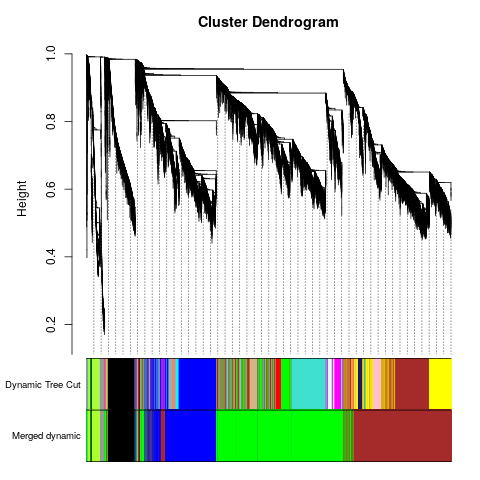 Cluster Dendrogram
Height
1.0
0.8
0.6
0.4
0.2
Dynamic Tree Cut
Merged dynamic